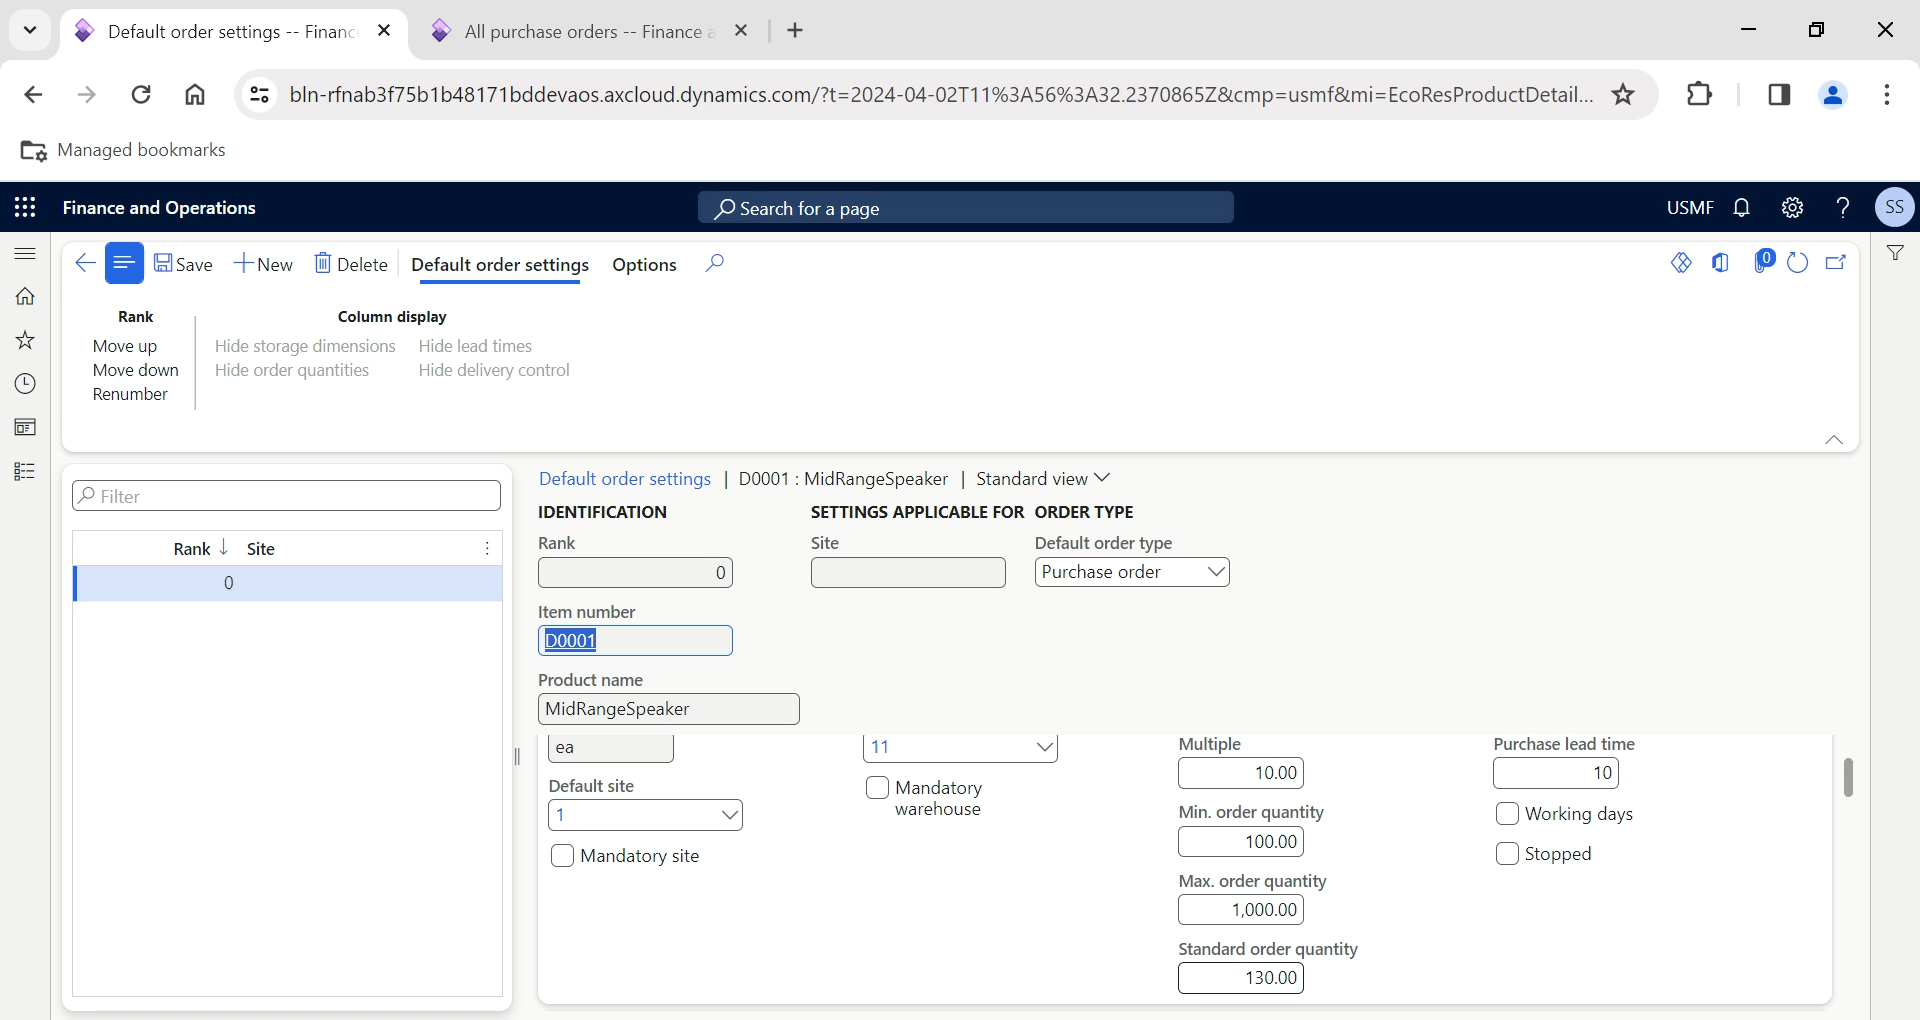 Default order settings -- Financ
All purchase orders -- Finance a
bln-rfnab3f75b1b48171bddevaos.axcloud.dynamics.com/?t=2024-04-02T11%3A56%3A32.2370865Z&cmp=usmf&mi=EcoResProductDetail...
Managed bookmarks
Finance and Operations
Search for a page
USMF
SS
Save
New
Delete
Default order settings
Options
0
Rank
Move up
Move down
Renumber
Column display
Hide storage dimensions
Hide lead times
Hide order quantities
Hide delivery control
Filter
Rank
Site
0
Default order settings | D0001 : MidRangeSpeaker | Standard view
IDENTIFICATION
Rank
0
Item number
D0001
Product name
MidRangeSpeaker
SETTINGS APPLICABLE FOR
Site
ORDER TYPE
Default order type
Purchase order
ea
Default site
1
Mandatory site
11
Mandatory
warehouse
Multiple
10.00
Min. order quantity
100.00
Max. order quantity
1,000.00
Standard order quantity
130.00
Purchase lead time
10
Working days
Stopped